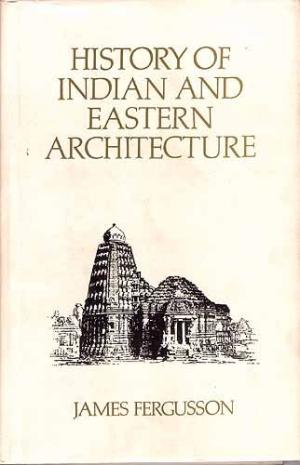 HISTORY OF
INDIAN AND
EASTERN
ARCHITECTURE
JAMES FERGUSSON